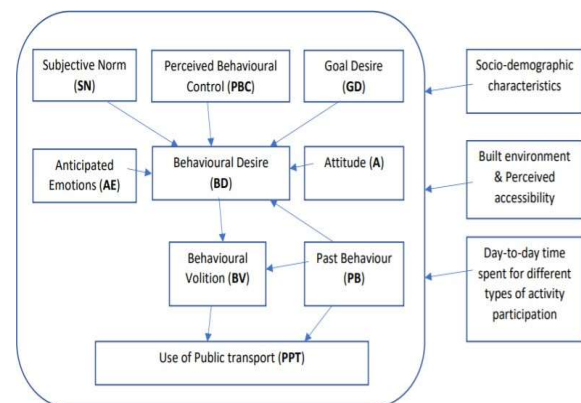 Subjective Norm
(SN)
Perceived Behavioural
Control (PBC)
Goal Desire
(GD)
Socio-demographic
characteristics
Anticipated
Emotions (AE)
Behavioural Desire
(BD)
Attitude (A)
Built environment
& Perceived
accessibility
Behavioural
Volition (BV)
Past Behaviour
(PB)
Day-to-day time
spent for different
types of activity
participation
Use of Public transport (PPT)